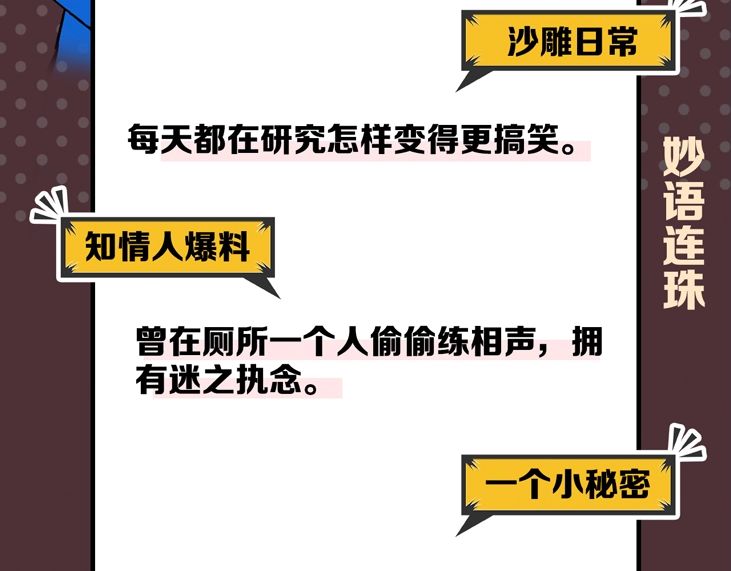 沙雕日常
每天都在研究怎样变得更搞笑。
妙语连珠
知情人爆料
曾在厕所一个人偷偷练相声，拥
有迷之执念。
一个小秘密